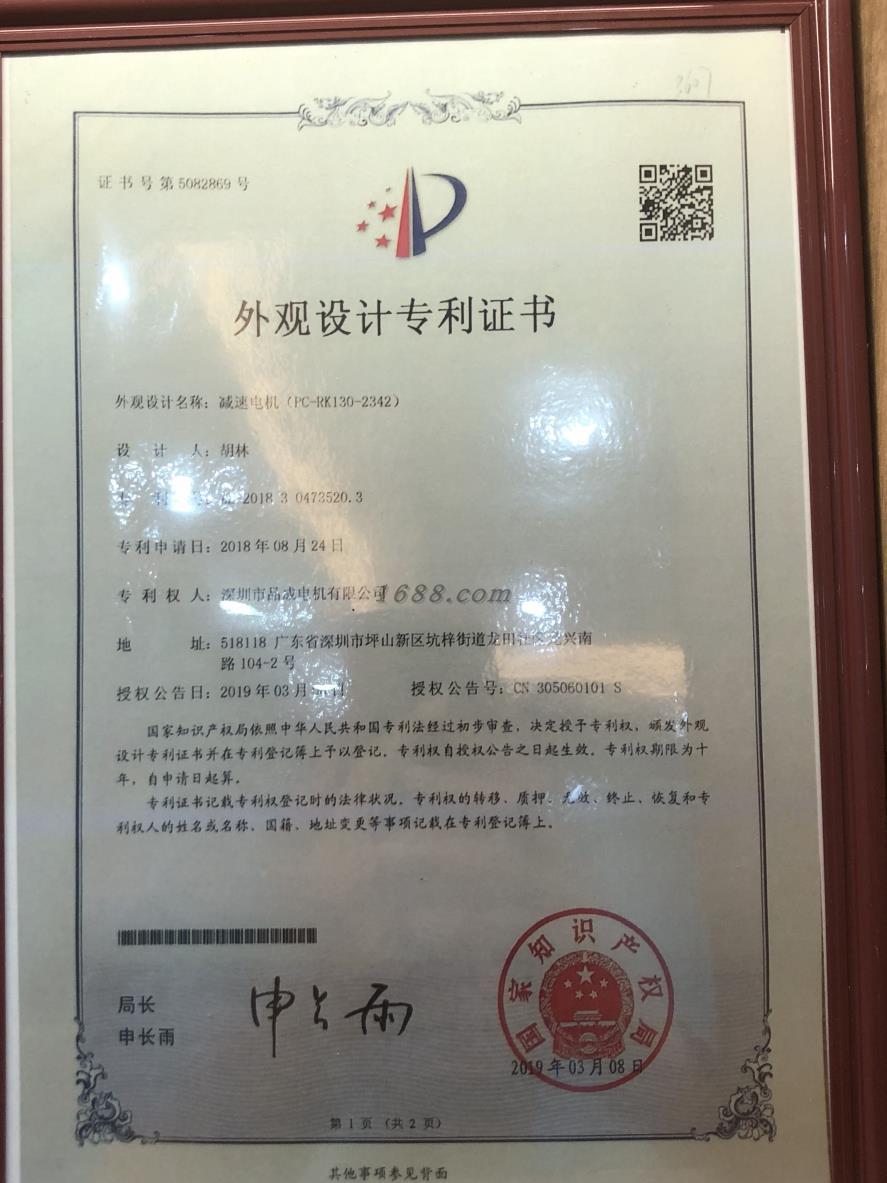 3607
证书号第5082869号
外观设计专利证书
外观设计名称：减速电机（PC-RK130-2342）
设计人：胡林
专利 2018 3 0473520.3
专利申请日：2018年08月24日
专利权人：深圳市品成电机有限公司
1688.com
地址：518118 广东省深圳市坪山新区坑梓街道龙田 兴南
路104-2号
授权公告日：2019年03月 日 授权公告号：CN 305060101 S
国家知识产权局依照中华人民共和国专利法经过初步审查，决定授予专利权，颁发外观
设计专利证书并在专利登记簿上予以登记。专利权自授权公告之日起生效。专利权期限为十
年，自申请日起算。
专利证书记载专利权登记时的法律状况。专利权的转移、质押、无效、终止、恢复和专
利权人的姓名或名称、国籍、地址变更等事项记载在专利登记簿上。
局长
申长雨
申长雨
国家知识产权局
2019年03月08日
第1页（共2页）
其他事项参见背面